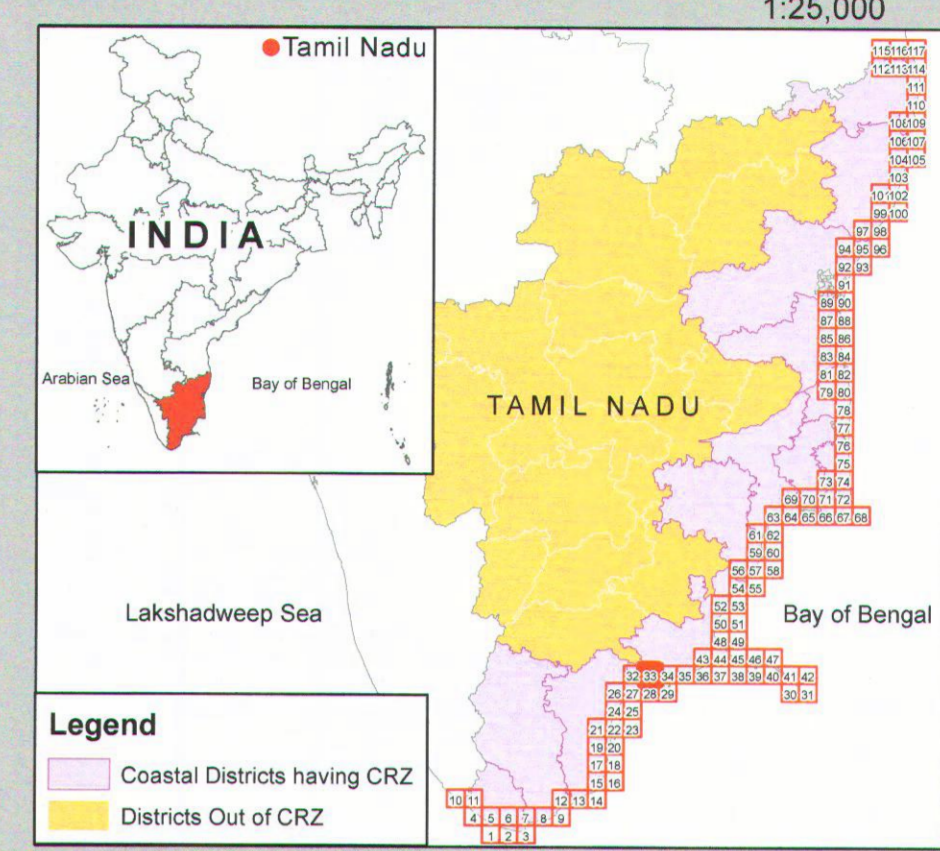 1:25,000
Tamil Nadu
INDIA
Arabian Sea
Bay of Bengal
115 116 117
112 113 114
111
110
108 109
106 107
104 105
103
101 102
99 100
97 98
94 95 96
92 93
91
89 90
87 88
85 86
83 84
81 82
79 80
TAMIL NADU
78
77
76
75
73 74
69 70 71 72
63 64 65 66 67 68
61 62
59 60
56 57 58
54 55
52 53
Lakshadweep Sea
Bay of Bengal
50 51
48 49
43 44 45 46 47
32 33 34 35 36 37 38 39 40 41 42
26 27 28 29 30 31
24 25
21 22 23
19 20
17 18
15 16
10 11 12 13 14
4 5 6 7 8 9
1 2 3
Legend
Coastal Districts having CRZ
Districts Out of CRZ